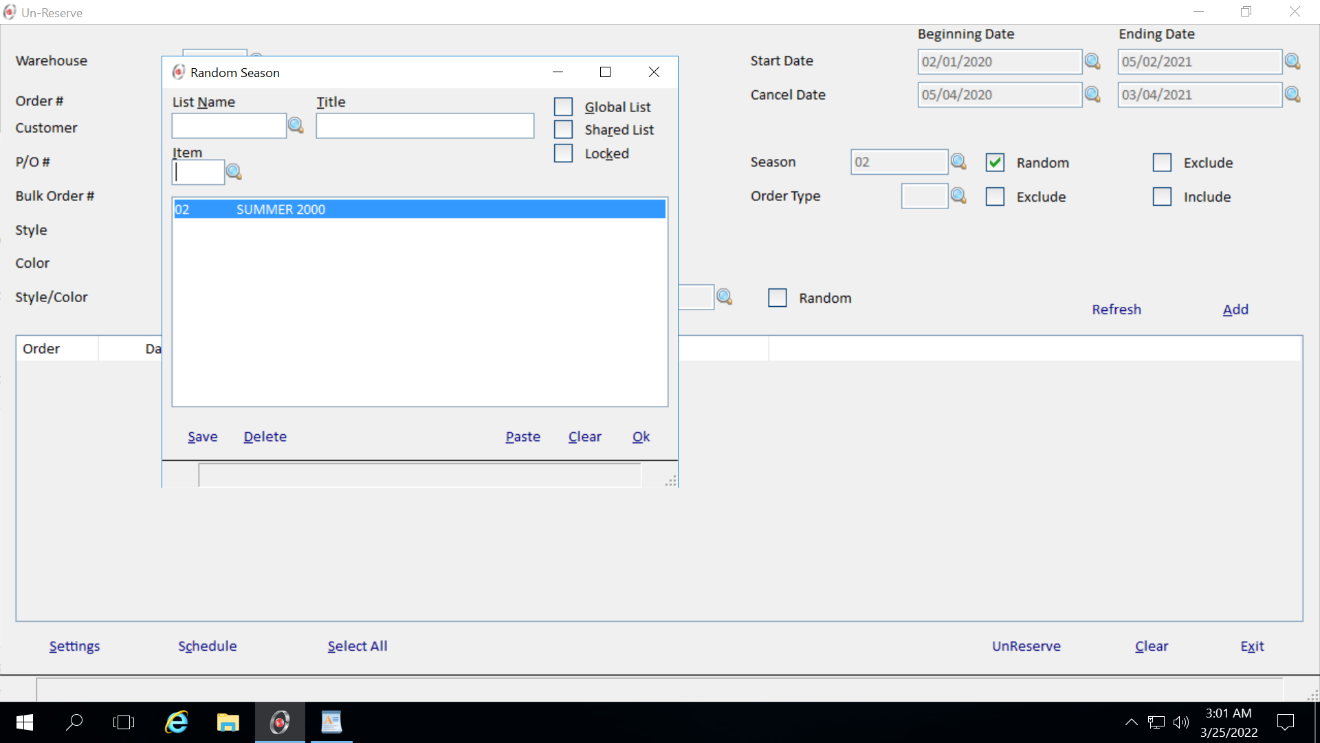 Un-Reserve
Beginning Date
Ending Date
Warehouse
Start Date
02/01/2020
05/02/2021
Cancel Date
05/04/2020
03/04/2021
Order #
Customer
P/O #
Season
02
Random
Exclude
Bulk Order #
Order Type
Exclude
Include
Style
Color
Style/Color
Random
Refresh
Add
Random Season
List Name
Title
Global List
Shared List
Locked
Item
02 SUMMER 2000
Save
Delete
Paste
Clear
Ok
Order
Da
Settings
Schedule
Select All
UnReserve
Clear
Exit
3:01 AM
3/25/2022